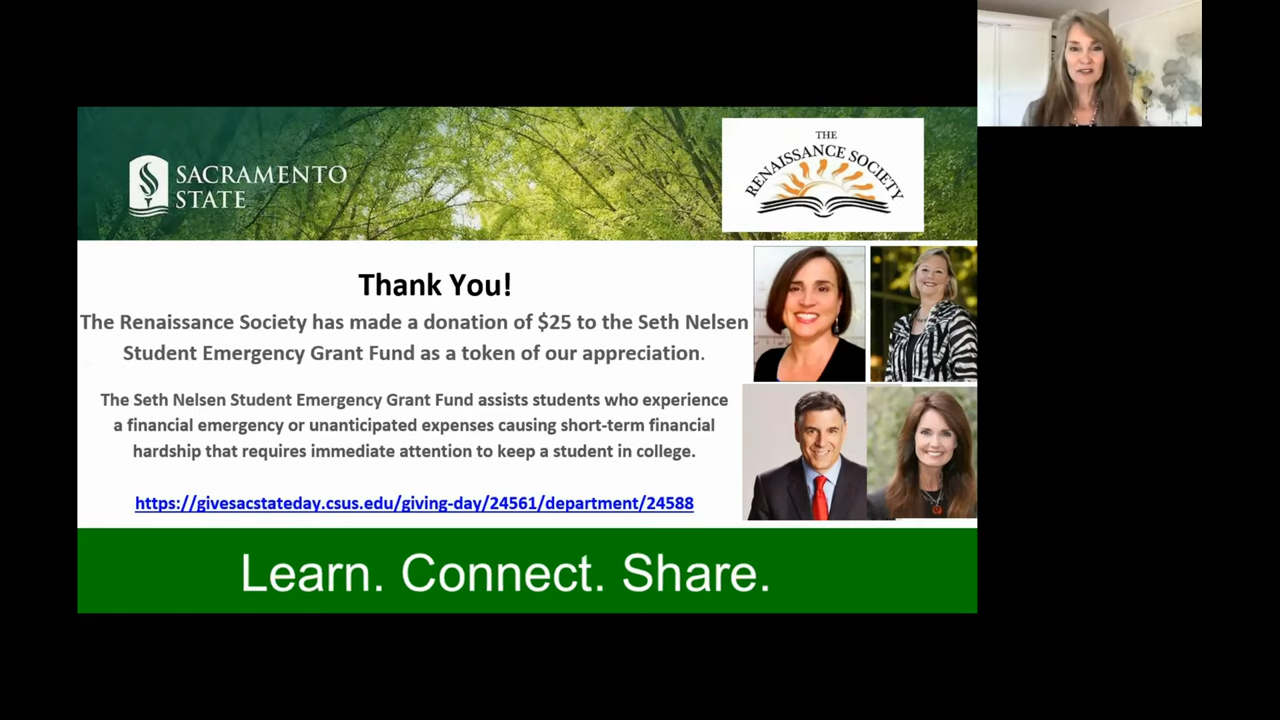 SACRAMENTO
STATE
THE
RENAISSANCE SOCIETY
Thank You!
The Renaissance Society has made a donation of $25 to the Seth Nelsen
Student Emergency Grant Fund as a token of our appreciation.
The Seth Nelsen Student Emergency Grant Fund assists students who experience
a financial emergency or unanticipated expenses causing short-term financial
hardship that requires immediate attention to keep a student in college.
https://givesacstateday.csus.edu/giving-day/24561/department/24588
Learn. Connect. Share.